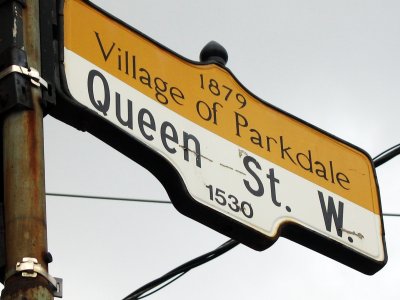 1879
Village of Parkdale
Queen St. W.
1530